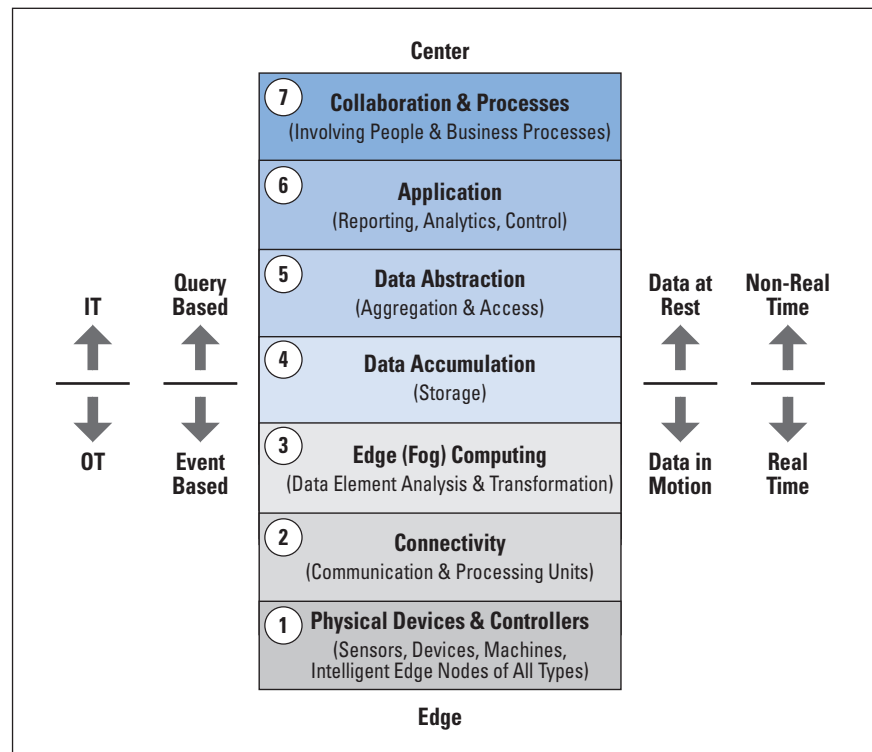 Center
7
Collaboration & Processes
(Involving People & Business Processes)
6
Application
(Reporting, Analytics, Control)
5
Data Abstraction
(Aggregation & Access)
IT
Query
Based
Data at
Rest
Non-Real
Time
4
Data Accumulation
(Storage)
3
Edge (Fog) Computing
(Data Element Analysis & Transformation)
OT
Event
Based
Data in
Motion
Real
Time
2
Connectivity
(Communication & Processing Units)
1
Physical Devices & Controllers
(Sensors, Devices, Machines,
Intelligent Edge Nodes of All Types)
Edge